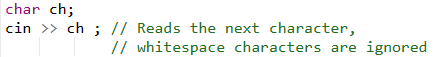 char ch;
cin >> ch ; // Reads the next character,
// whitespace characters are ignored